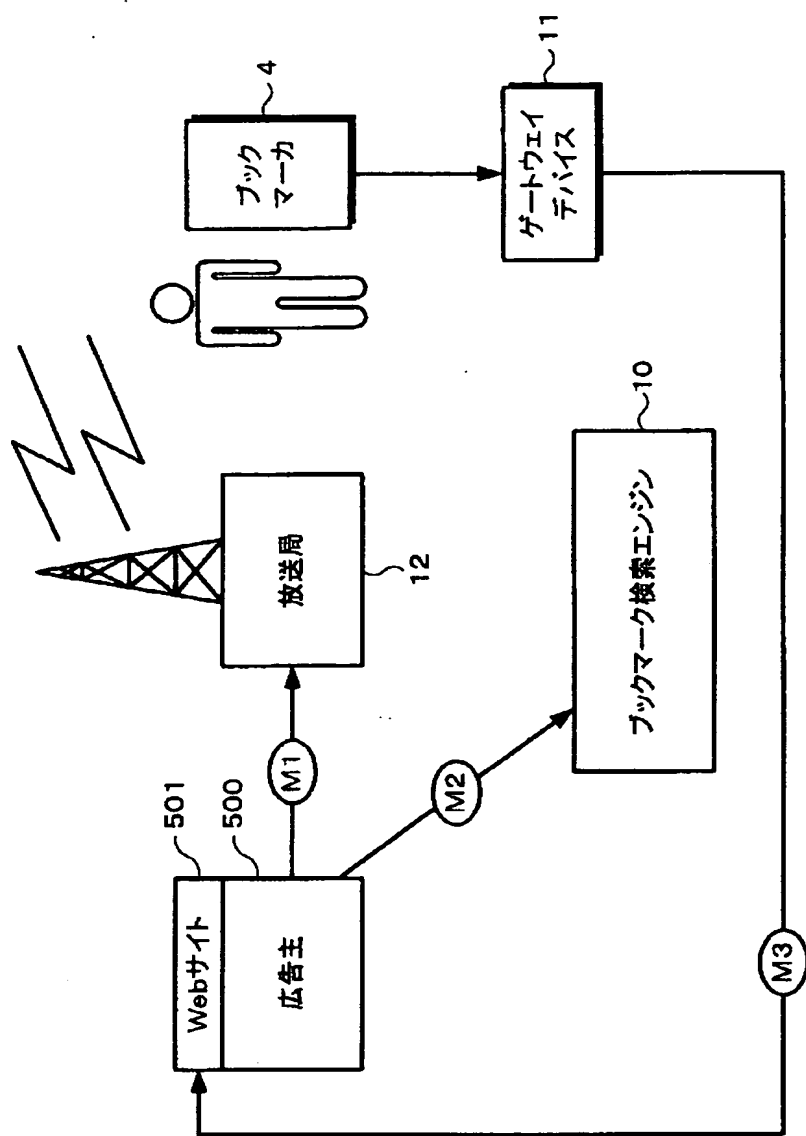 Webサイト
501
広告主
500
M1
放送局
12
ブック
マーカ
4
ゲートウェイ
デバイス
11
M2
ブックマーク検索エンジン
10
M3